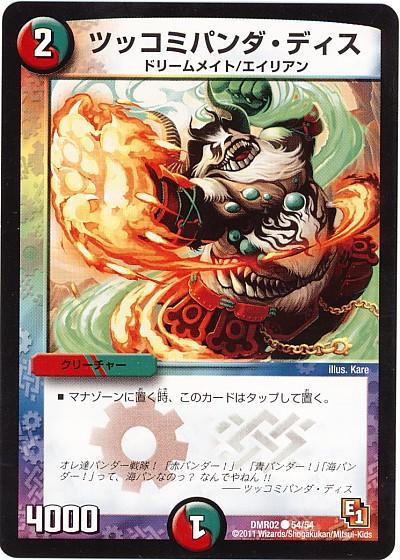 2
ツッコミパンダ・ディス
ドリームメイト/エイリアン
クリーチャー
illus. Kare
■ マナゾーンに置く時、このカードはタップして置く。
オレ達パンダー戦隊!『赤パンダー!』、『青パンダー!』『海パン
ダー!』って、海パンなのっ? なんでやねん!!
── ツッコミパンダ・ディス
4000
1
DMR02 ● 54/54
©2011 Wizards/Shogakukan/Mitsui-Kids
E1